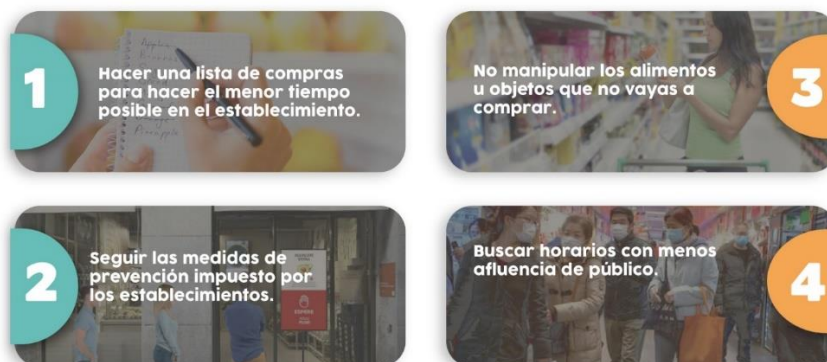 1
Hacer una lista de compras
para hacer el menor tiempo
posible en el establecimiento.
2
Seguir las medidas de
prevención impuesto por
los establecimientos.
3
No manipular los alimentos
u objetos que no vayas a
comprar.
4
Buscar horarios con menos
afluencia de público.